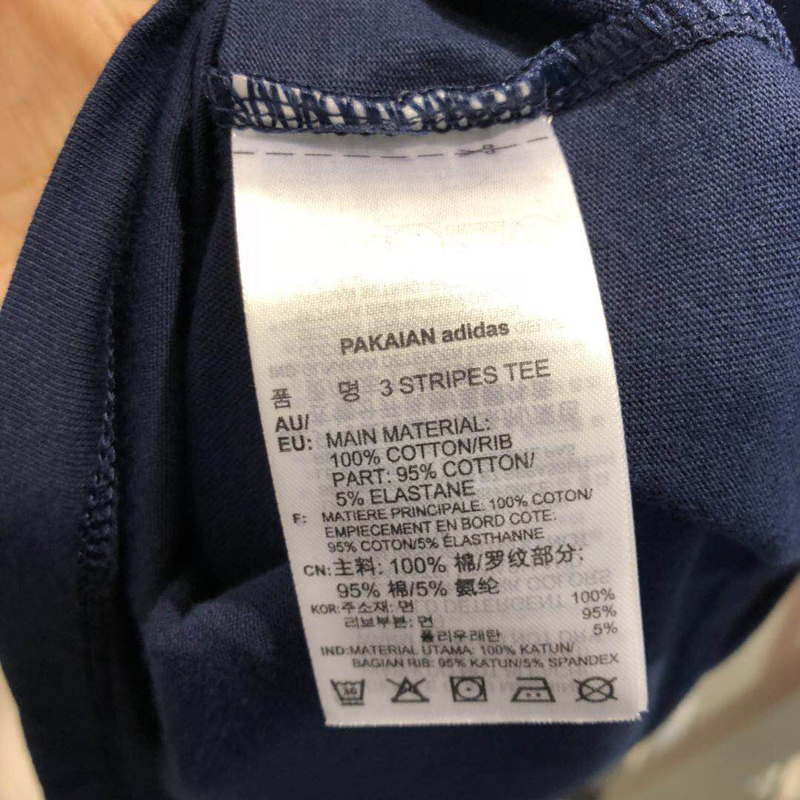 PAKAIAN adidas
품 명 3 STRIPES TEE
AU/
EU: MAIN MATERIAL:
100% COTTON/RIB
PART: 95% COTTON/
5% ELASTANE
F: MATIERE PRINCIPALE: 100% COTON/
EMPIECEMENT EN BORD COTE:
95% COTON/5% ÉLASTHANNE
CN:主料: 100% 棉/罗纹部分:
95% 棉/5% 氨纶
KOR:주소재: 면 100%
리브부분: 면 95%
폴리우레탄 5%
IND:MATERIAL UTAMA: 100% KATUN/
BAGIAN RIB: 95% KATUN/5% SPANDEX